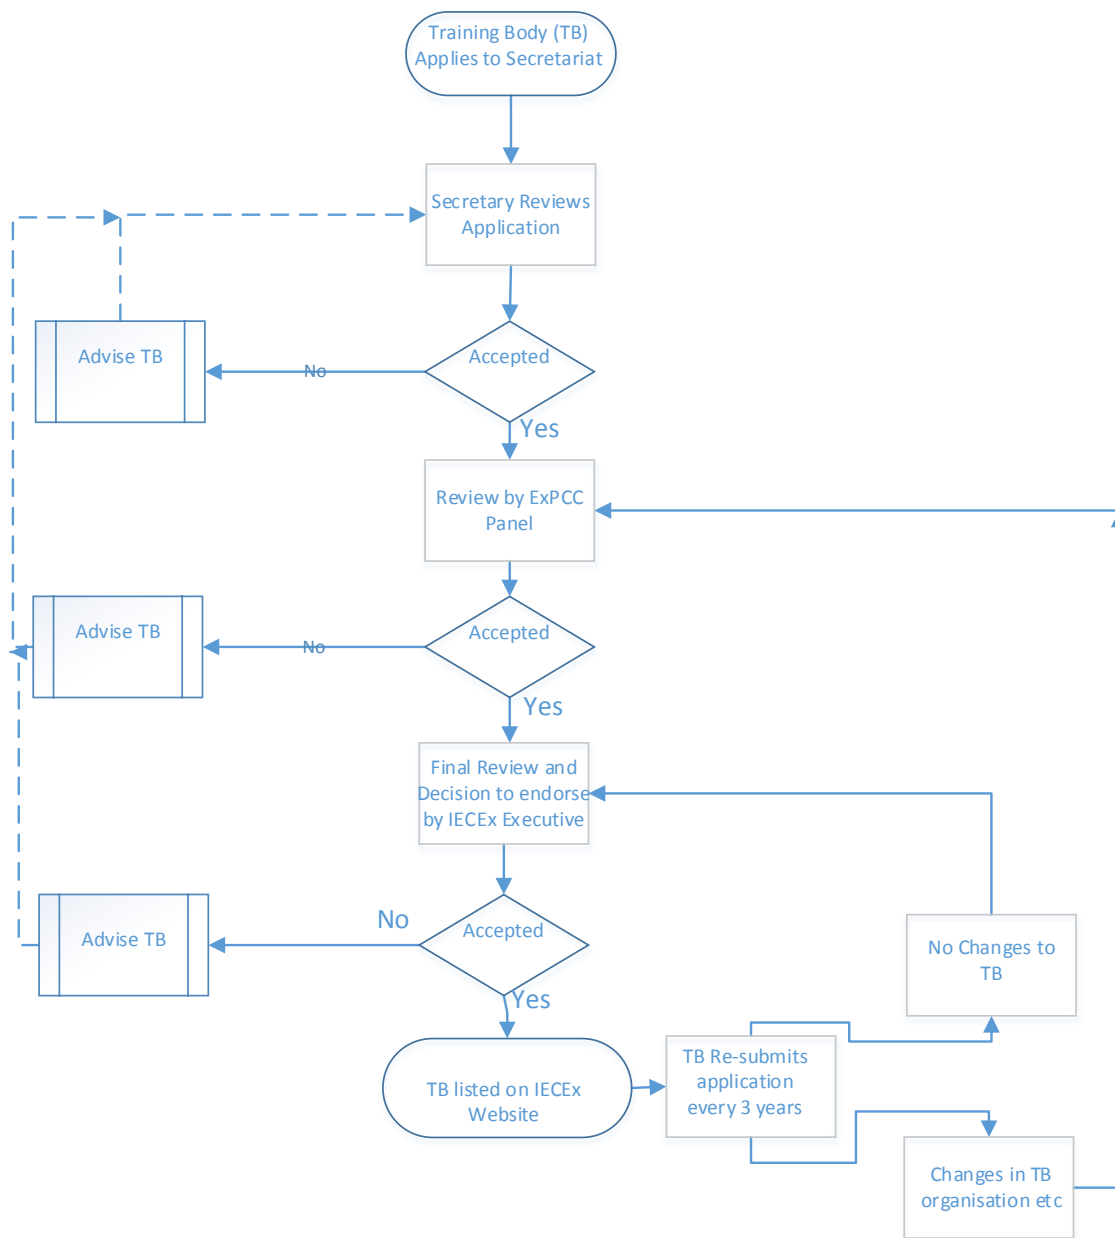 Training Body (TB)
Applies to Secretariat
Secretary Reviews
Application
Accepted
No
Advise TB
Yes
Review by ExPCC
Panel
Accepted
No
Advise TB
Yes
Final Review and
Decision to endorse
by IECEx Executive
Accepted
No
Advise TB
Yes
No Changes to
TB
TB listed on IECEx
Website
TB Re-submits
application
every 3 years
Changes in TB
organisation etc